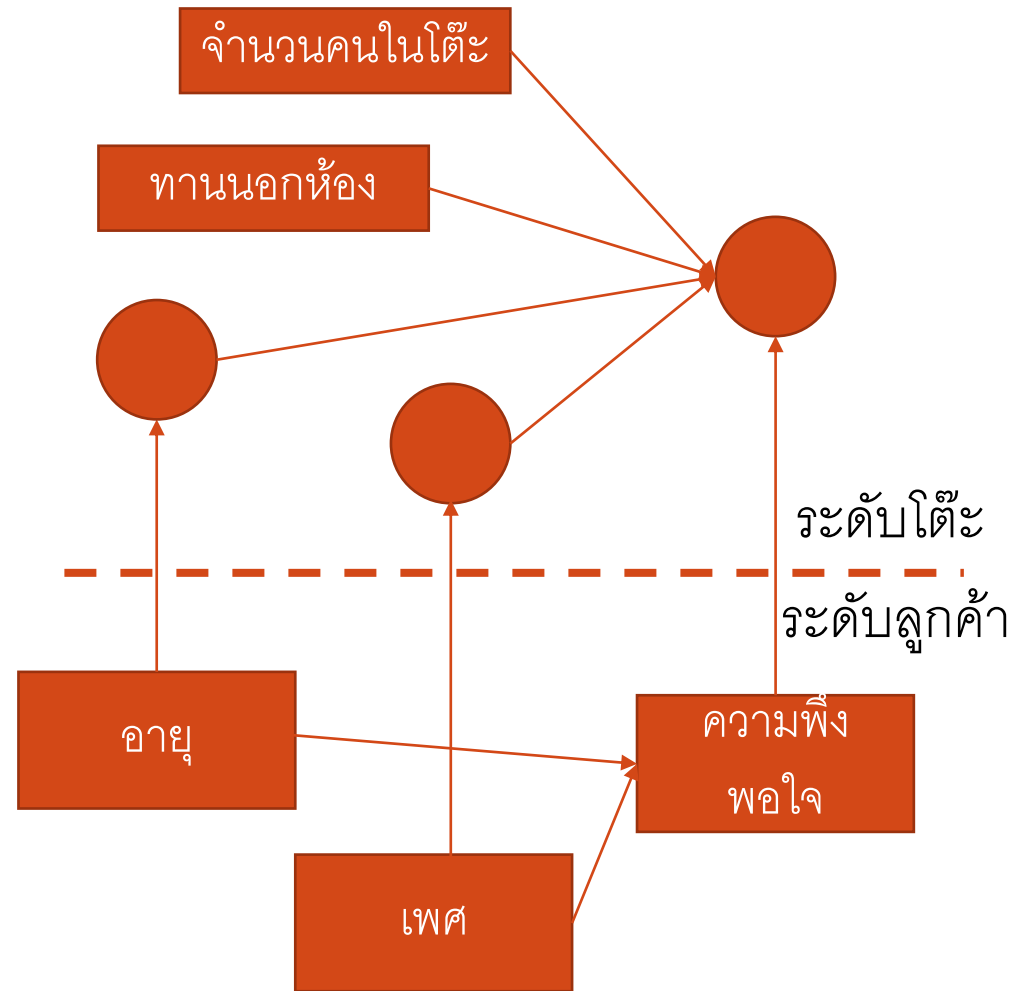 จำนวนคนในโต๊ะ
ทานนอกห้อง
ระดับโต๊ะ
ระดับลูกค้า
อายุ
ความพึง
พอใจ
เพศ